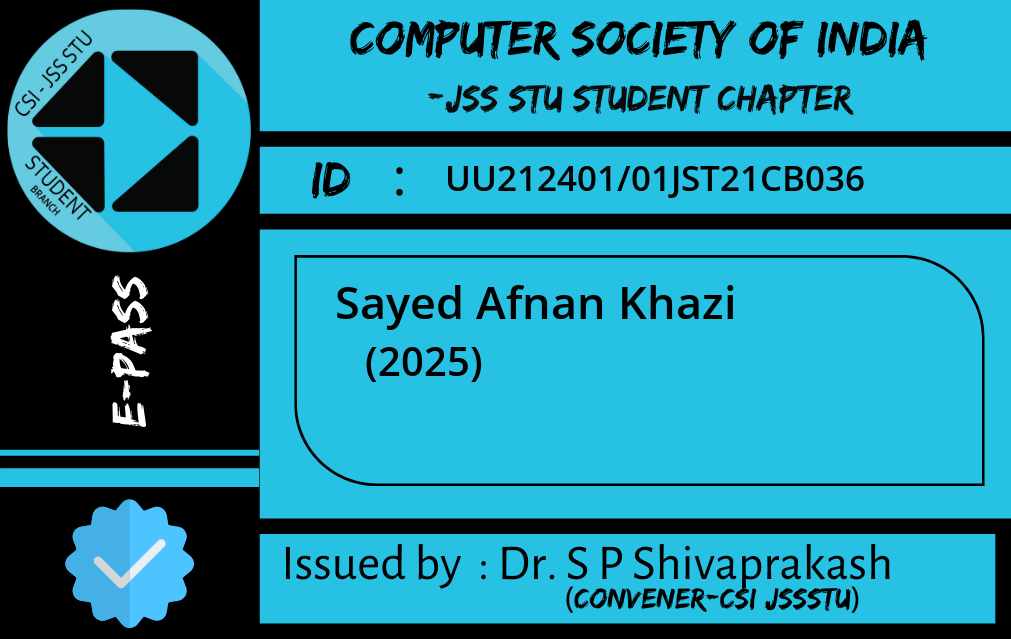 CSI - JSS STU
STUDENT
BRANCH
E-PASS
COMPUTER SOCIETY OF INDIA
-JSS STU STUDENT CHAPTER
ID : UU212401/01JST21CB036
Sayed Afnan Khazi
(2025)
Issued by : Dr. S P Shivaprakash
(CONVENER-CSI JSSSTU)